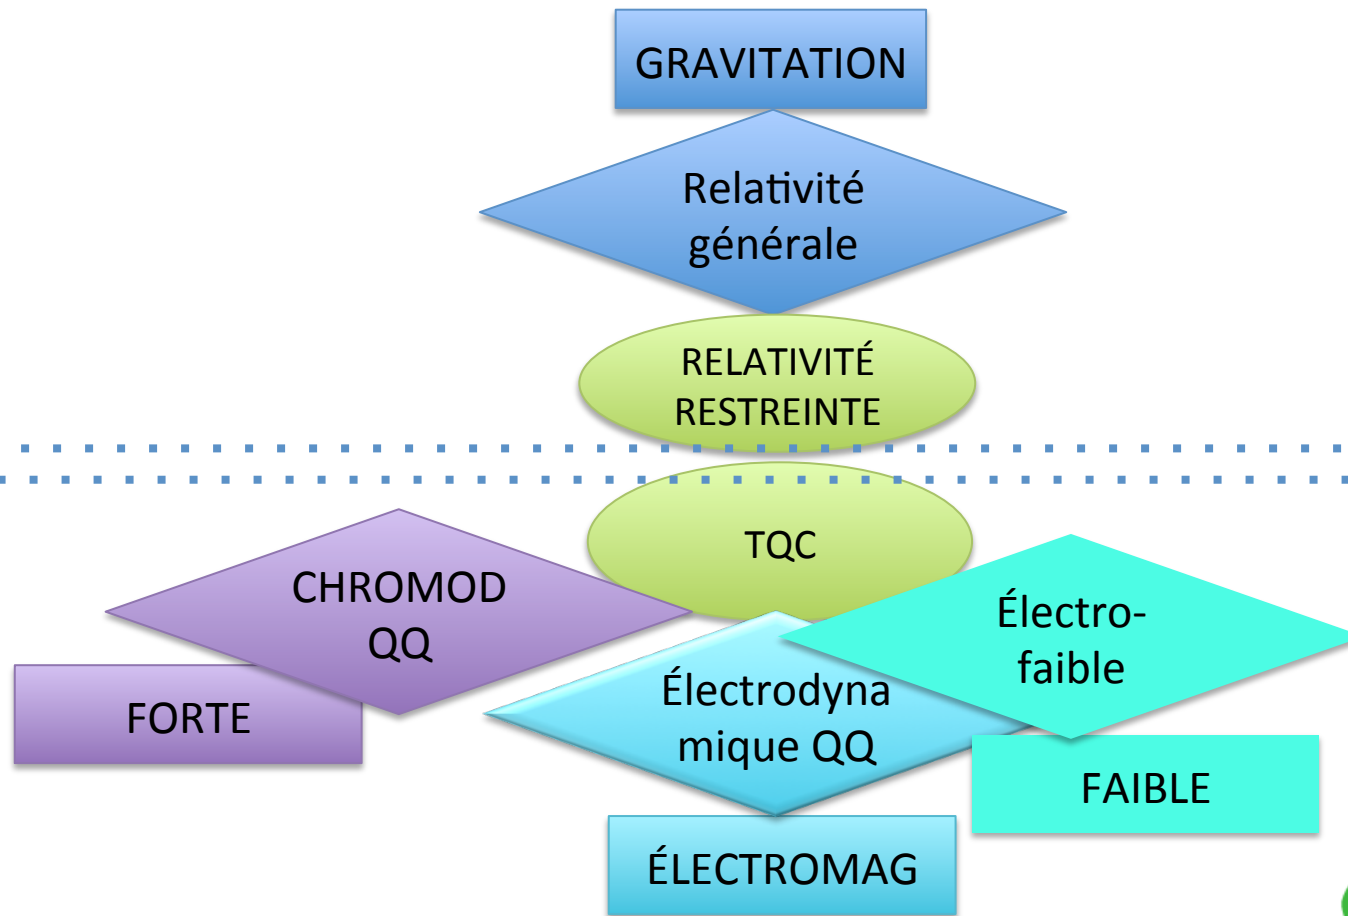 GRAVITATION
Relativité
générale
RELATIVITÉ
RESTREINTE
TQC
CHROMOD
QQ
Électro-
faible
FORTE
Électrodyna
mique QQ
FAIBLE
ÉLECTROMAG